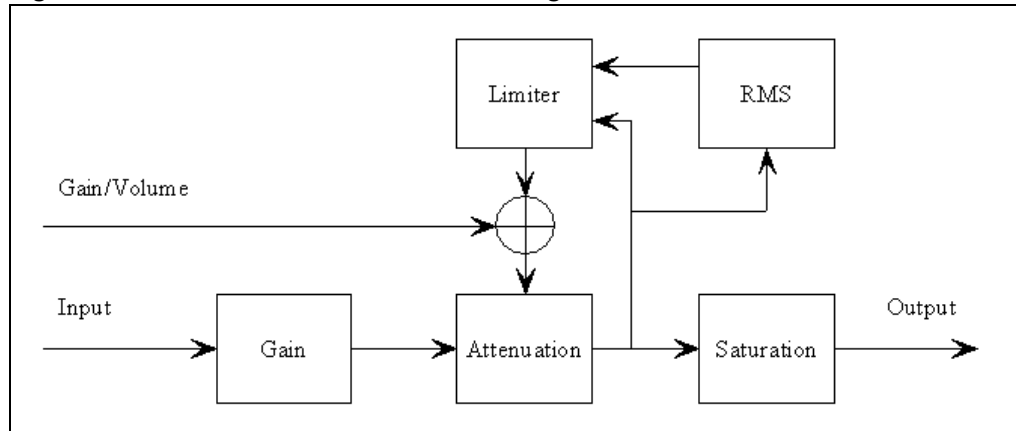 Limiter
RMS
Gain/Volume
Input
Output
Gain
Attenuation
Saturation